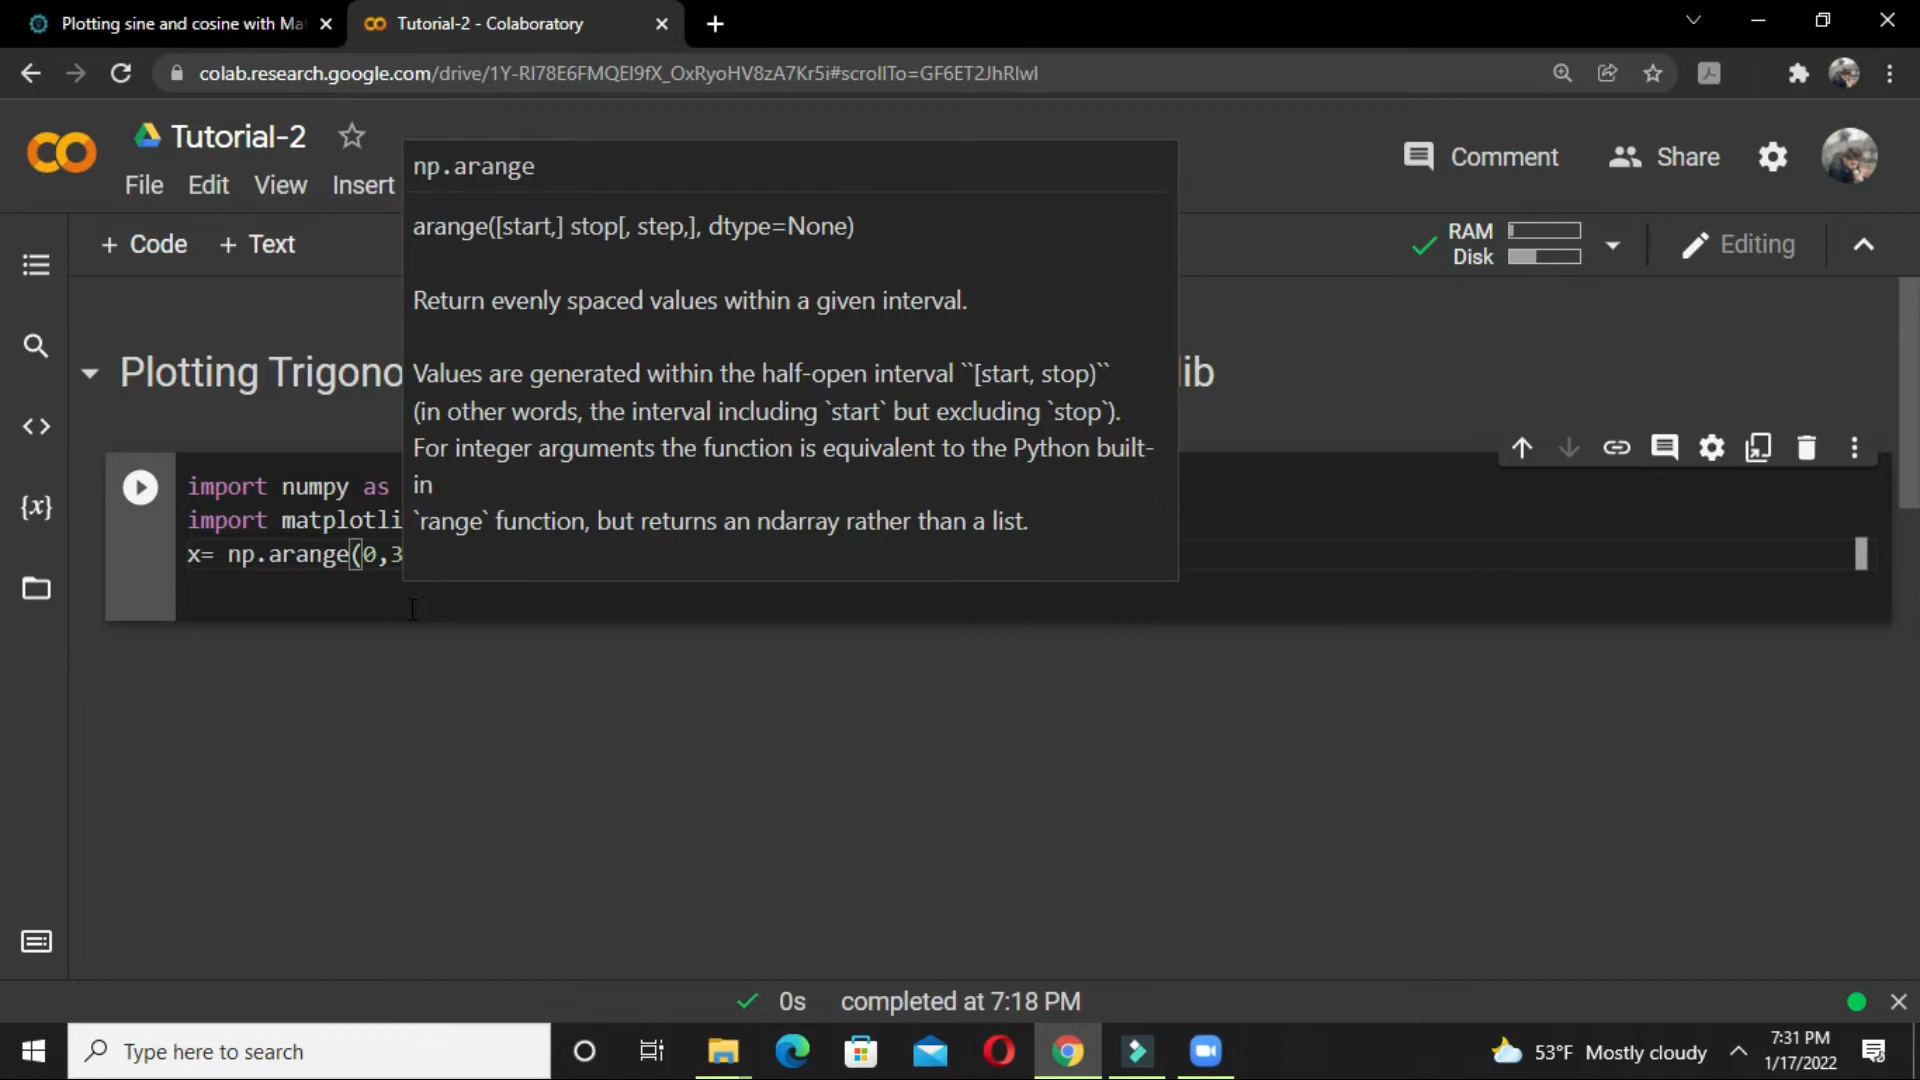 Plotting sine and cosine with Mat
Tutorial-2 - Colaboratory
colab.research.google.com/drive/1Y-RI78E6FMQEI9fX_OxRyoHV8zA7Kr5i#scrollTo=GF6ET2JhRIwI
Tutorial-2
Comment
Share
File Edit View Insert
+ Code + Text
RAM
Disk
Editing
np.arange
arange([start,] stop[, step,], dtype=None)
Return evenly spaced values within a given interval.
Values are generated within the half-open interval ``[start, stop)``
(in other words, the interval including `start` but excluding `stop`).
For integer arguments the function is equivalent to the Python built-
in
`range` function, but returns an ndarray rather than a list.
Plotting Trigono lib
{x}
import numpy as
import matplotli
x= np.arange(0,3
0s completed at 7:18 PM
Type here to search
53°F Mostly cloudy
7:31 PM
1/17/2022